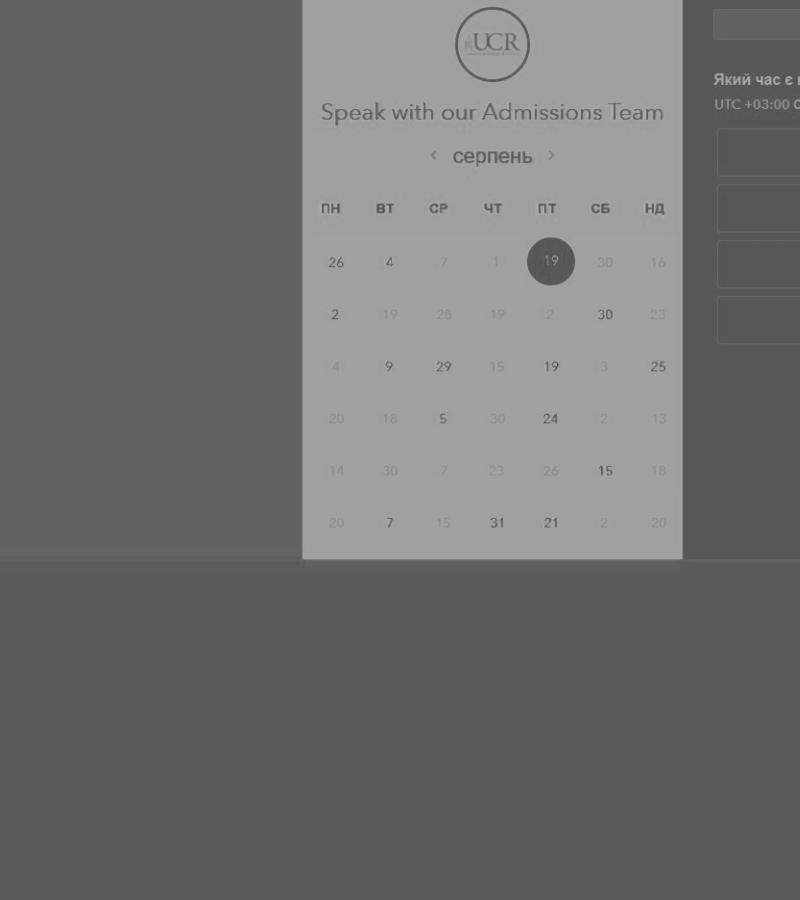 UCR
Speak with our Admissions Team
< серпень >
ПН ВТ СР ЧТ ПТ СБ НД
26 4 7 1 19 30 16
2 19 28 19 2 30 23
4 9 29 15 19 3 25
20 18 5 30 24 2 13
14 30 7 23 26 15 18
20 7 15 31 21 2 20
Який час є
UTC +03:00